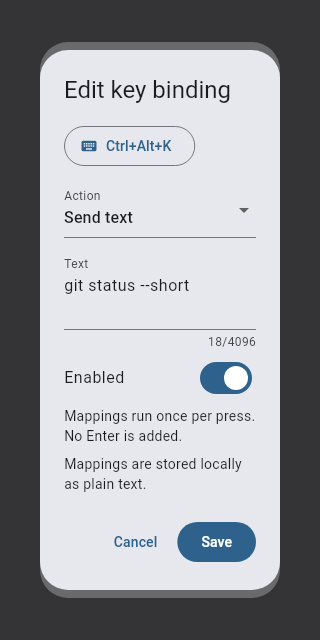 Edit key binding
Ctrl+Alt+K
Action
Send text
Text
git status --short
18/4096
Enabled
Mappings run once per press.
No Enter is added.
Mappings are stored locally
as plain text.
Cancel
Save